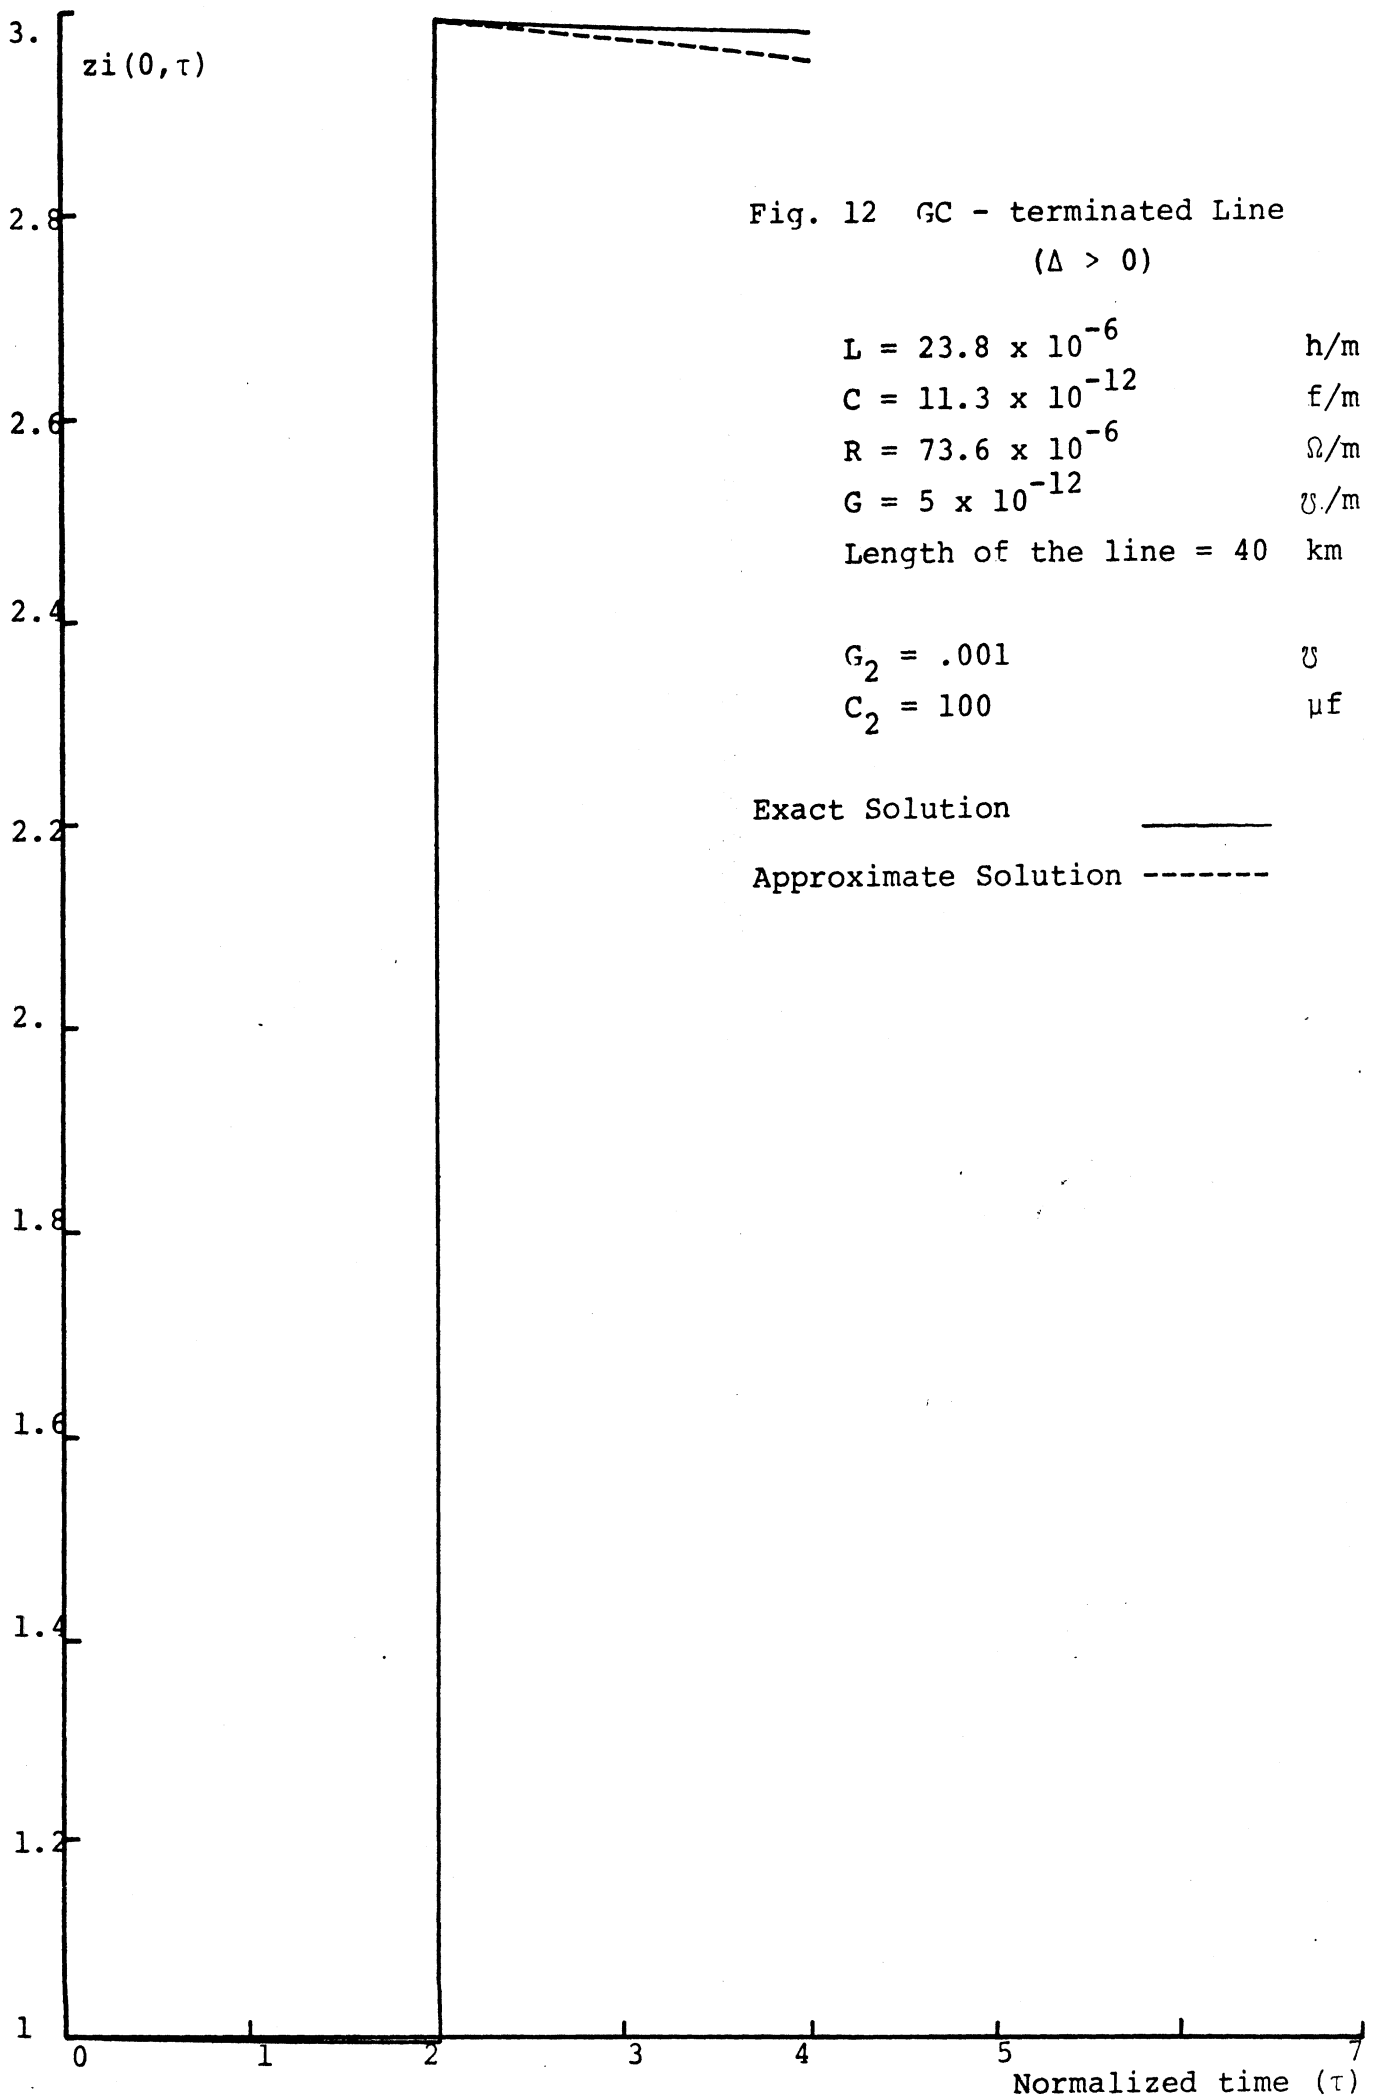 3.
zi(0,τ)
2.8
Fig. 12 GC - terminated Line
(Δ > 0)
L = 23.8 x 10⁻⁶ h/m
C = 11.3 x 10⁻¹² f/m
2.6
R = 73.6 x 10⁻⁶ Ω/m
G = 5 x 10⁻¹² ℧/m
Length of the line = 40 km
2.4
G₂ = .001 ℧
C₂ = 100 µf
Exact Solution
2.2
Approximate Solution
2.
1.8
1.6
1.4
1.2
1
0 1 2 3 4 5 7
Normalized time (τ)